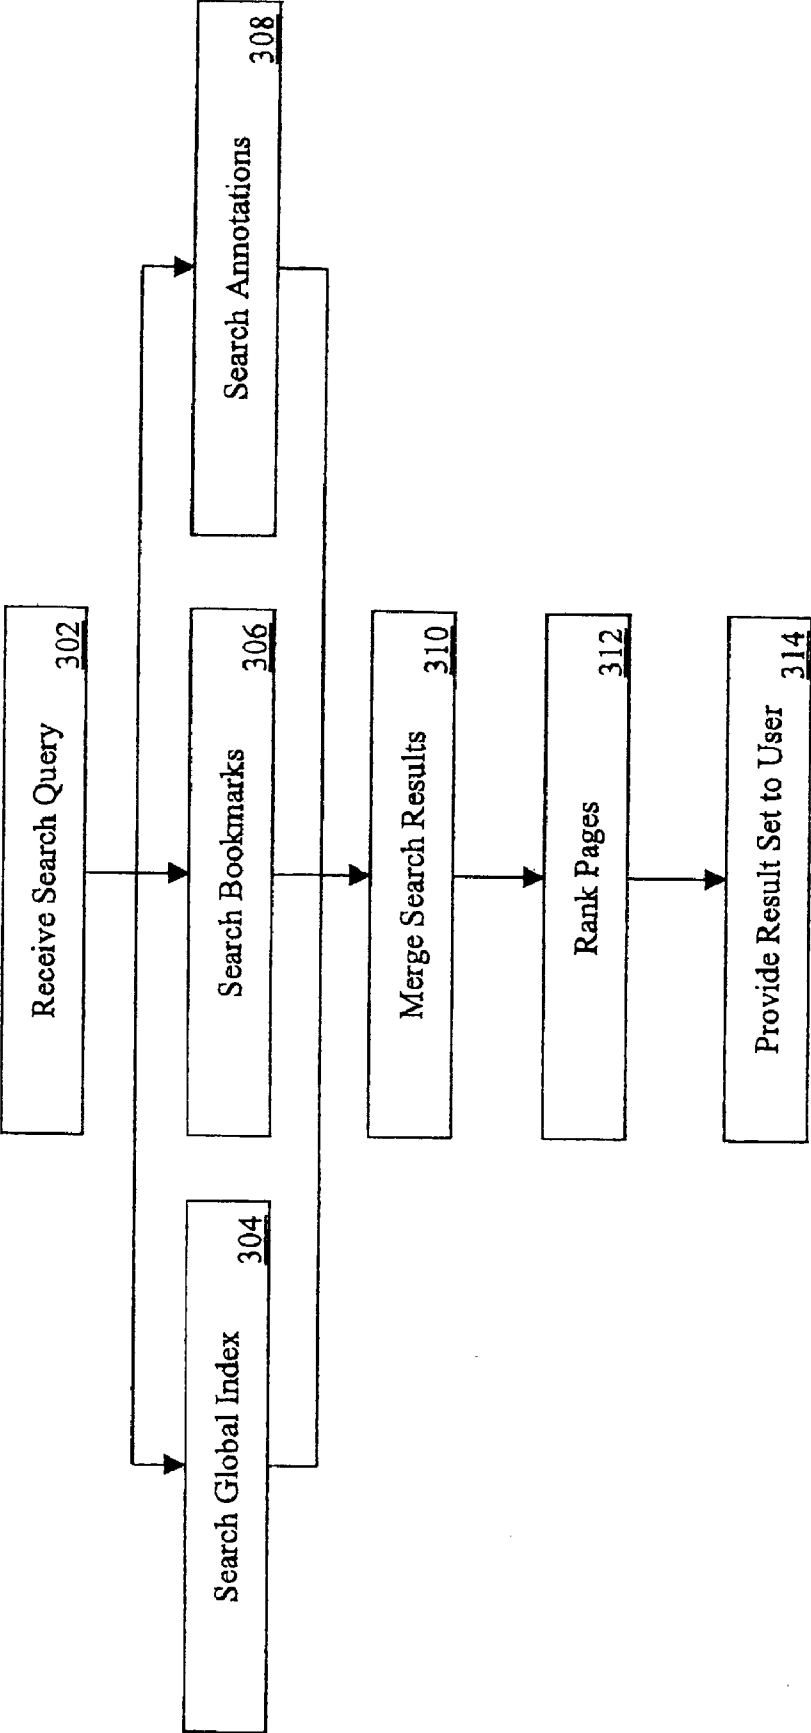 Receive Search Query
302
Search Global Index
304
Search Bookmarks
306
Search Annotations
308
Merge Search Results
310
Rank Pages
312
Provide Result Set to User
314